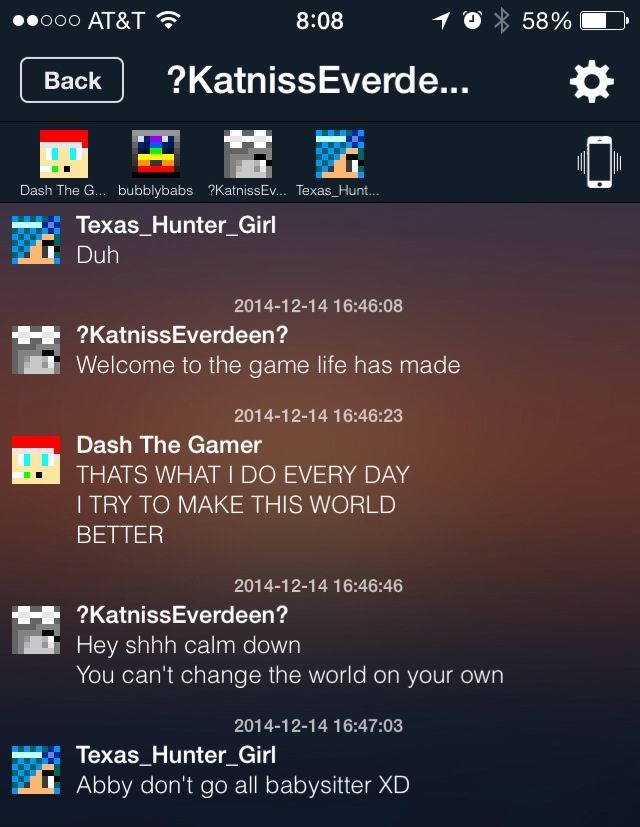 AT&T 8:08 58%
Back ?KatnissEverde...
Dash The G... bubblybabs ?KatnissEv... Texas_Hunt...
Texas_Hunter_Girl
Duh
2014-12-14 16:46:08
?KatnissEverdeen?
Welcome to the game life has made
2014-12-14 16:46:23
Dash The Gamer
THATS WHAT I DO EVERY DAY
I TRY TO MAKE THIS WORLD
BETTER
2014-12-14 16:46:46
?KatnissEverdeen?
Hey shhh calm down
You can't change the world on your own
2014-12-14 16:47:03
Texas_Hunter_Girl
Abby don't go all babysitter XD